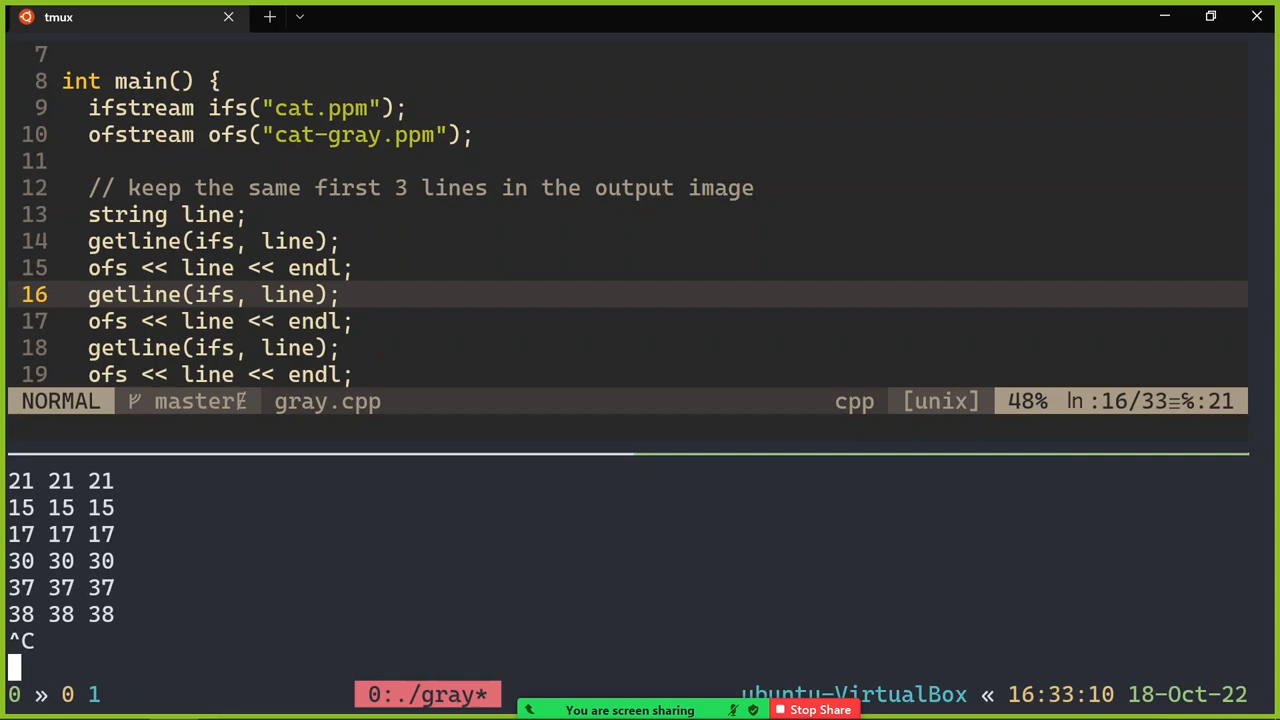 tmux
7
8 int main() {
9 ifstream ifs("cat.ppm");
10 ofstream ofs("cat-gray.ppm");
11
12 // keep the same first 3 lines in the output image
13 string line;
14 getline(ifs, line);
15 ofs << line << endl;
16 getline(ifs, line);
17 ofs << line << endl;
18 getline(ifs, line);
19 ofs << line << endl;
NORMAL master gray.cpp cpp [unix] 48% ln :16/33≡℅:21
21 21 21
15 15 15
17 17 17
30 30 30
37 37 37
38 38 38
^C
0 » 0 1 0:./gray* ubuntu-VirtualBox « 16:33:10 18-Oct-22
You are screen sharing Stop Share